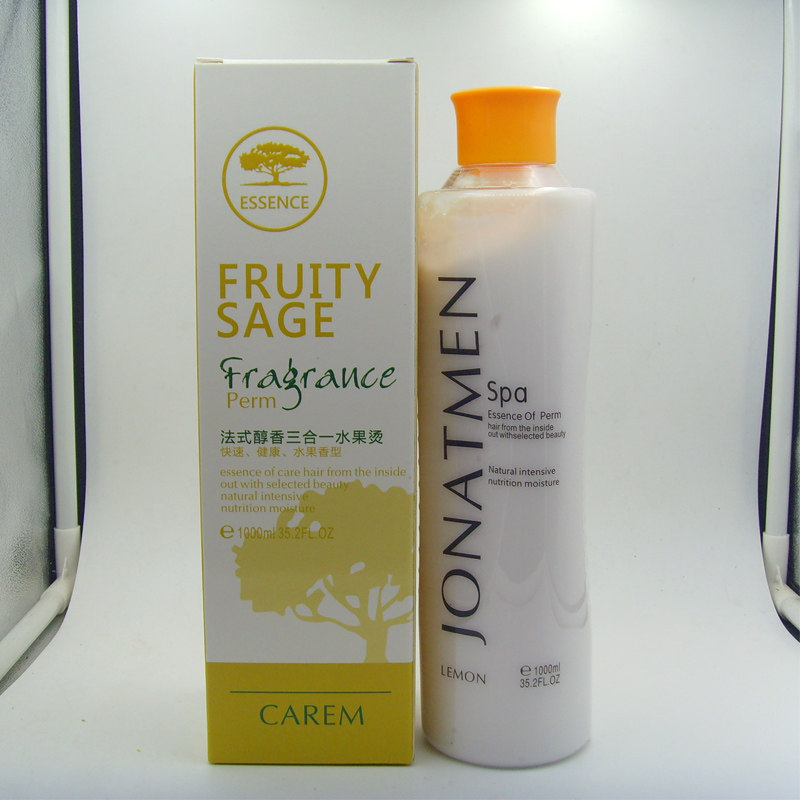 ESSENCE
FRUITY
SAGE
Fragrance
Perm
法式醇香三合一水果烫
快速、健康、水果香型
essence of care hair from the inside
out with selected beauty
natural intensive
nutrition moisture
℮ 1000ml 35.2FL.OZ
CAREM
JONATMEN
Spa
Essence Of Perm
hair from the inside
out withselected beauty
Natural intensive
nutrition moisture
LEMON
℮ 1000ml
35.2FL.OZ